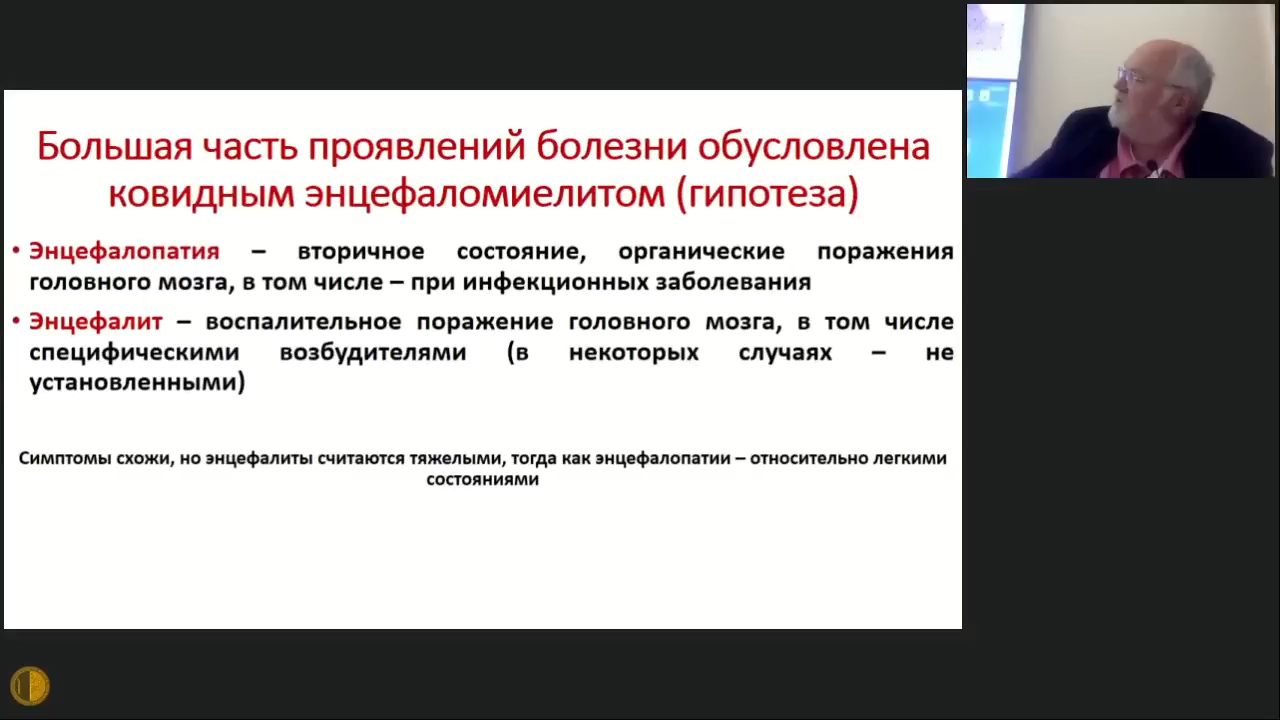 Большая часть проявлений болезни обусловлена
ковидным энцефаломиелитом (гипотеза)
• Энцефалопатия – вторичное состояние, органические поражения
головного мозга, в том числе – при инфекционных заболевания
• Энцефалит – воспалительное поражение головного мозга, в том числе
специфическими возбудителями (в некоторых случаях – не
установленными)
Симптомы схожи, но энцефалиты считаются тяжелыми, тогда как энцефалопатии – относительно легкими
состояниями